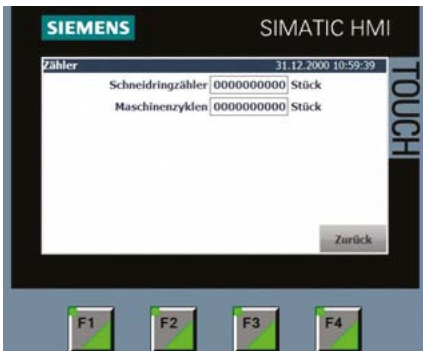 SIEMENS SIMATIC HMI
TOUCH
Zähler 31.12.2000 10:59:39
Schneidringzähler 0000000000 Stück
Maschinenzyklen 0000000000 Stück
Zurück
F1 F2 F3 F4